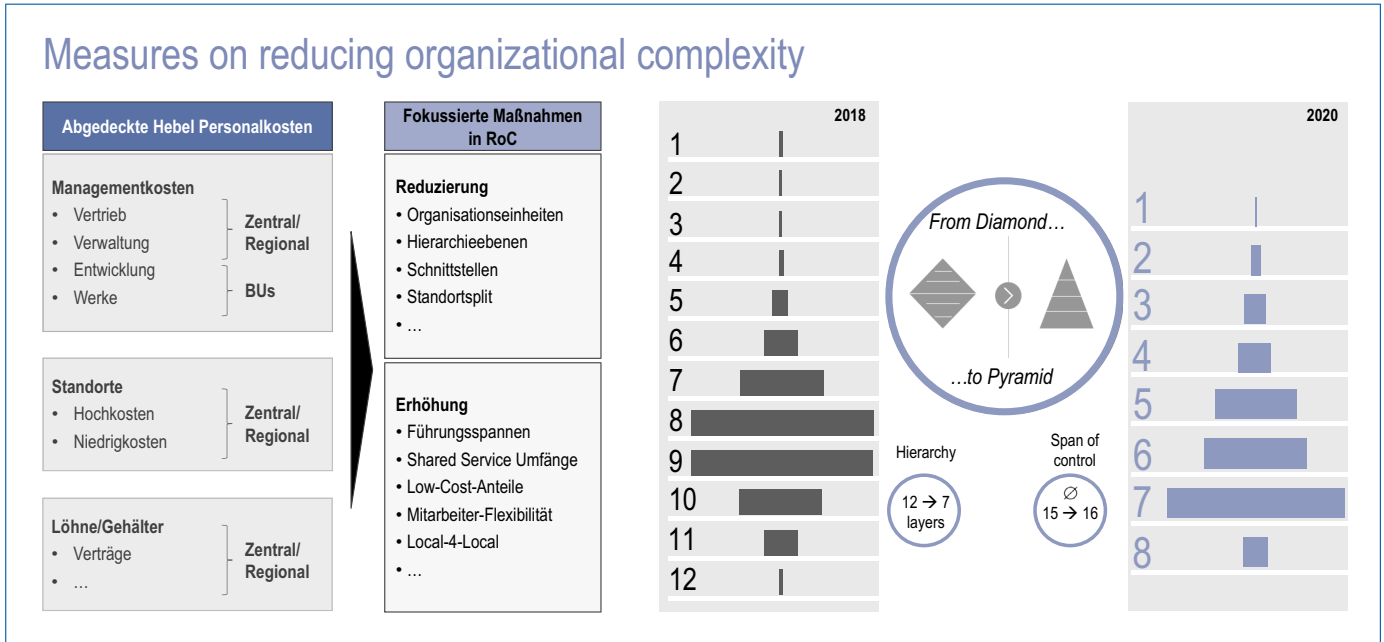 Measures on reducing organizational complexity
Abgedeckte Hebel Personalkosten
Managementkosten
• Vertrieb
• Verwaltung
• Entwicklung
• Werke
Zentral/
Regional
BUs
Standorte
• Hochkosten
• Niedrigkosten
Zentral/
Regional
Löhne/Gehälter
• Verträge
• …
Zentral/
Regional
Fokussierte Maßnahmen
in RoC
Reduzierung
• Organisationseinheiten
• Hierarchieebenen
• Schnittstellen
• Standortsplit
• …
Erhöhung
• Führungsspannen
• Shared Service Umfänge
• Low-Cost-Anteile
• Mitarbeiter-Flexibilität
• Local-4-Local
• …
2018
1
2
3
4
5
6
7
8
9
10
11
12
From Diamond…
…to Pyramid
Hierarchy
12 → 7
layers
Span of
control
∅
15 → 16
2020
1
2
3
4
5
6
7
8